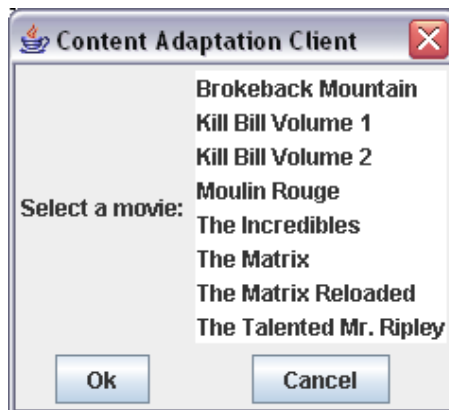 Content Adaptation Client
Brokeback Mountain
Kill Bill Volume 1
Kill Bill Volume 2
Moulin Rouge
Select a movie:
The Incredibles
The Matrix
The Matrix Reloaded
The Talented Mr. Ripley
Ok Cancel